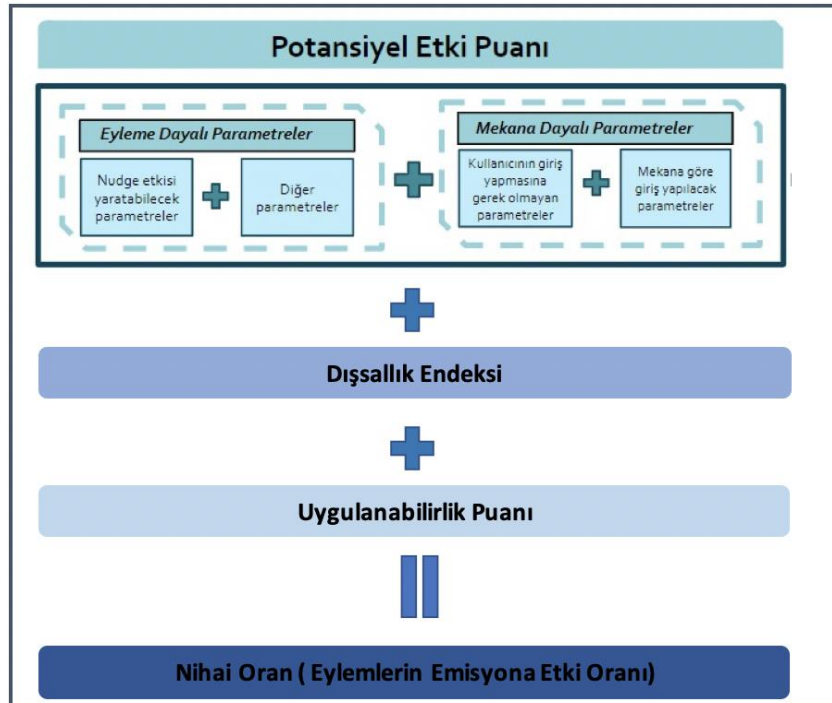 Potansiyel Etki Puanı
Eyleme Dayalı Parametreler
Nudge etkisi
yaratabilecek
parametreler
Diğer
parametreler
Mekana Dayalı Parametreler
Kullanıcının giriş
yapmasına
gerek olmayan
parametreler
Mekana göre
giriş yapılacak
parametreler
Dışsallık Endeksi
Uygulanabilirlik Puanı
Nihai Oran ( Eylemlerin Emisyona Etki Oranı)